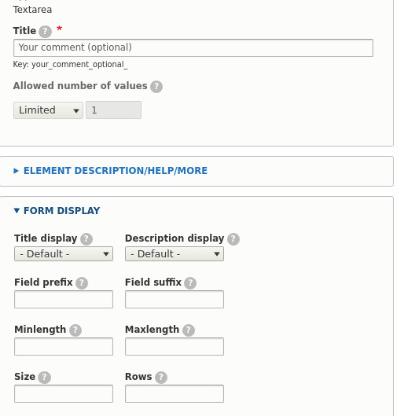 Textarea
Title ? *
Your comment (optional)
Key: your_comment_optional_
Allowed number of values ?
Limited 1
ELEMENT DESCRIPTION/HELP/MORE
FORM DISPLAY
Title display ? Description display ?
- Default - - Default -
Field prefix ? Field suffix ?
Minlength ? Maxlength ?
Size ? Rows ?